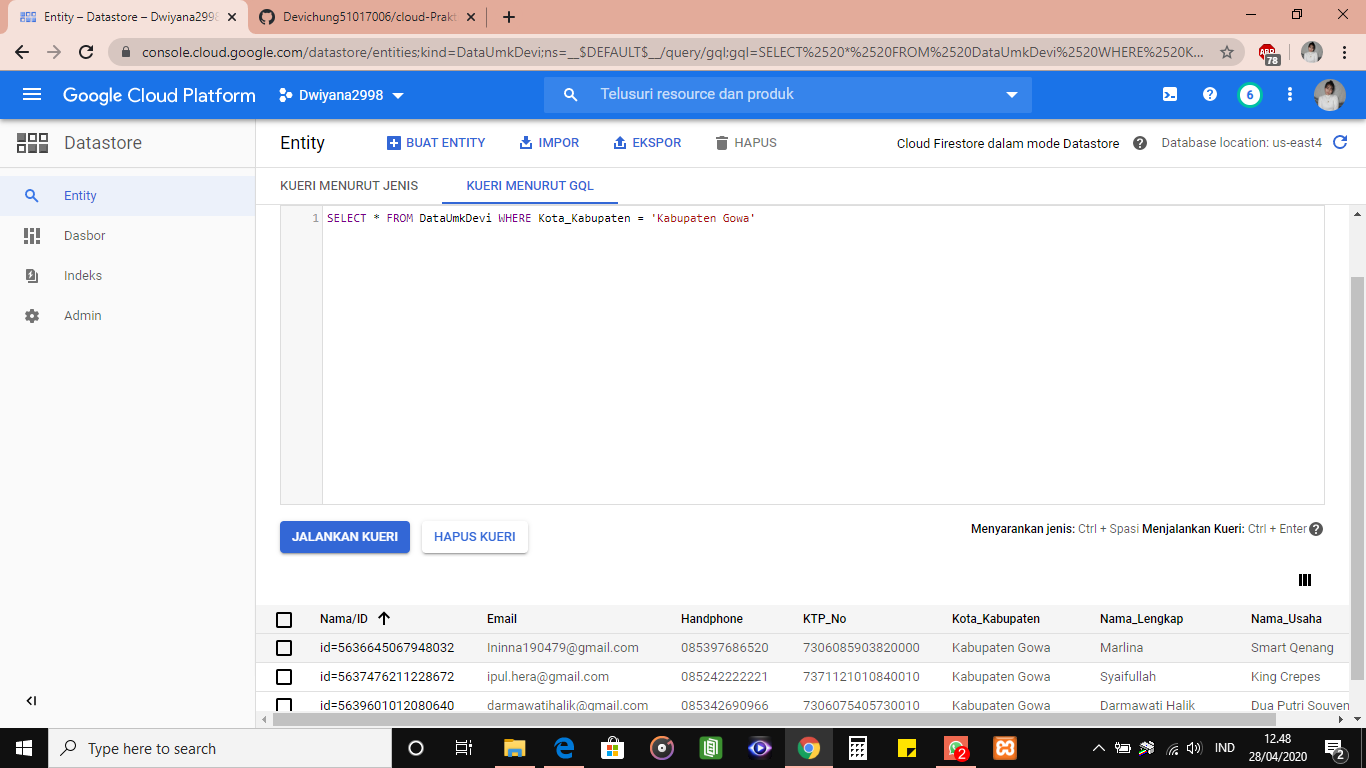 Entity – Datastore – Dwiyana2998
Devichung51017006/cloud-Prakt
console.cloud.google.com/datastore/entities;kind=DataUmkDevi;ns=__$DEFAULT$__/query/gql;gql=SELECT%2520*%2520FROM%2520DataUmkDevi%2520WHERE%2520K...
ABP
78
Google Cloud Platform
Dwiyana2998
Telusuri resource dan produk
6
Datastore
Entity
BUAT ENTITY
IMPOR
EKSPOR
HAPUS
Cloud Firestore dalam mode Datastore
Database location: us-east4
Entity
Dasbor
Indeks
Admin
KUERI MENURUT JENIS
KUERI MENURUT GQL
1 SELECT * FROM DataUmkDevi WHERE Kota_Kabupaten = 'Kabupaten Gowa'
JALANKAN KUERI
HAPUS KUERI
Menyarankan jenis: Ctrl + Spasi Menjalankan Kueri: Ctrl + Enter
Nama/ID Email Handphone KTP_No Kota_Kabupaten Nama_Lengkap Nama_Usaha
id=5636645067948032 Ininna190479@gmail.com 085397686520 7306085903820000 Kabupaten Gowa Marlina Smart Qenang
id=5637476211228672 ipul.hera@gmail.com 085242222221 7371121010840010 Kabupaten Gowa Syaifullah King Crepes
id=5639601012080640 darmawatihalik@gmail.com 085342690966 7306075405730010 Kabupaten Gowa Darmawati Halik Dua Putri Souven
Type here to search
2
IND
12.48
28/04/2020
2